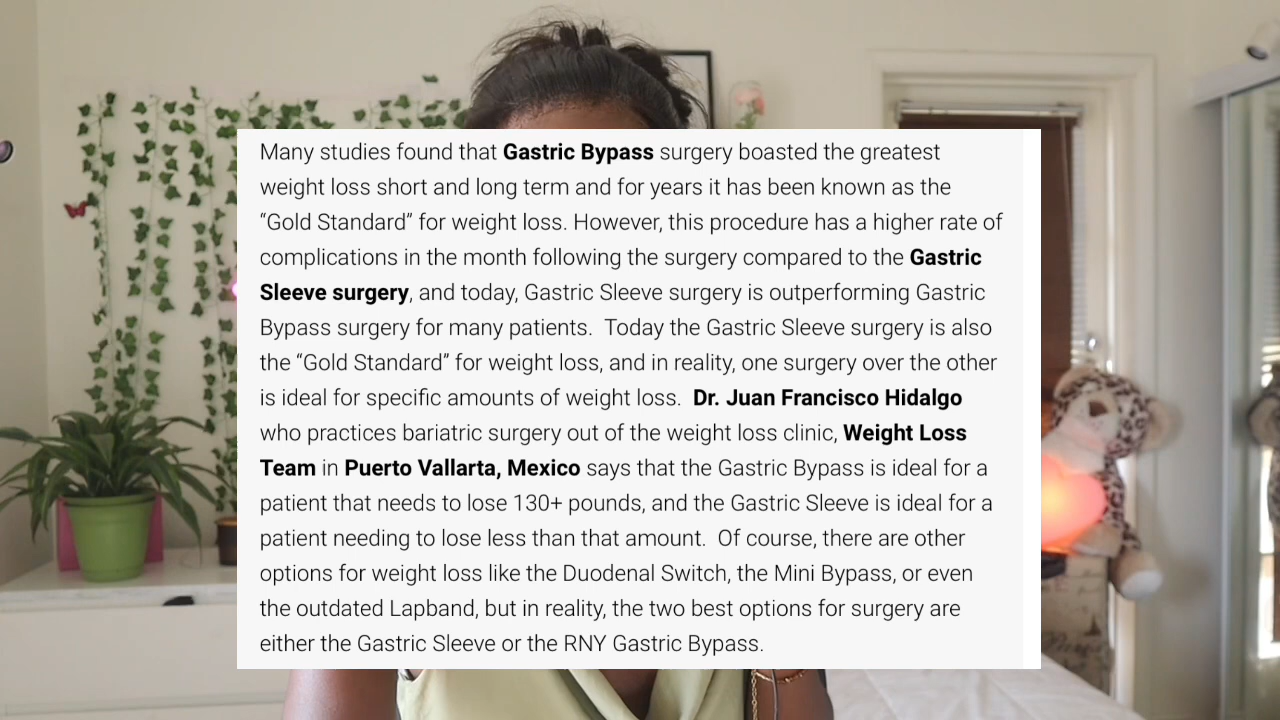 Many studies found that Gastric Bypass surgery boasted the greatest
weight loss short and long term and for years it has been known as the
“Gold Standard” for weight loss. However, this procedure has a higher rate of
complications in the month following the surgery compared to the Gastric
Sleeve surgery, and today, Gastric Sleeve surgery is outperforming Gastric
Bypass surgery for many patients.  Today the Gastric Sleeve surgery is also
the “Gold Standard” for weight loss, and in reality, one surgery over the other
is ideal for specific amounts of weight loss.  Dr. Juan Francisco Hidalgo
who practices bariatric surgery out of the weight loss clinic, Weight Loss
Team in Puerto Vallarta, Mexico says that the Gastric Bypass is ideal for a
patient that needs to lose 130+ pounds, and the Gastric Sleeve is ideal for a
patient needing to lose less than that amount.  Of course, there are other
options for weight loss like the Duodenal Switch, the Mini Bypass, or even
the outdated Lapband, but in reality, the two best options for surgery are
either the Gastric Sleeve or the RNY Gastric Bypass.
Paris